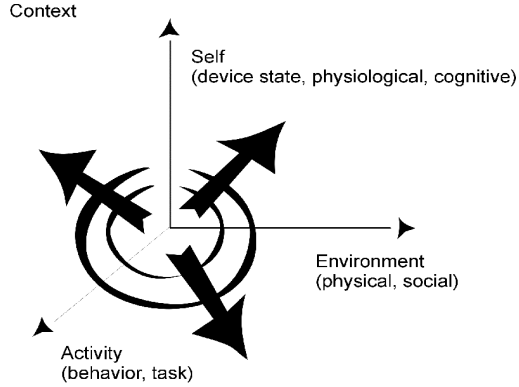 Context
Self
(device state, physiological, cognitive)
Environment
(physical, social)
Activity
(behavior, task)